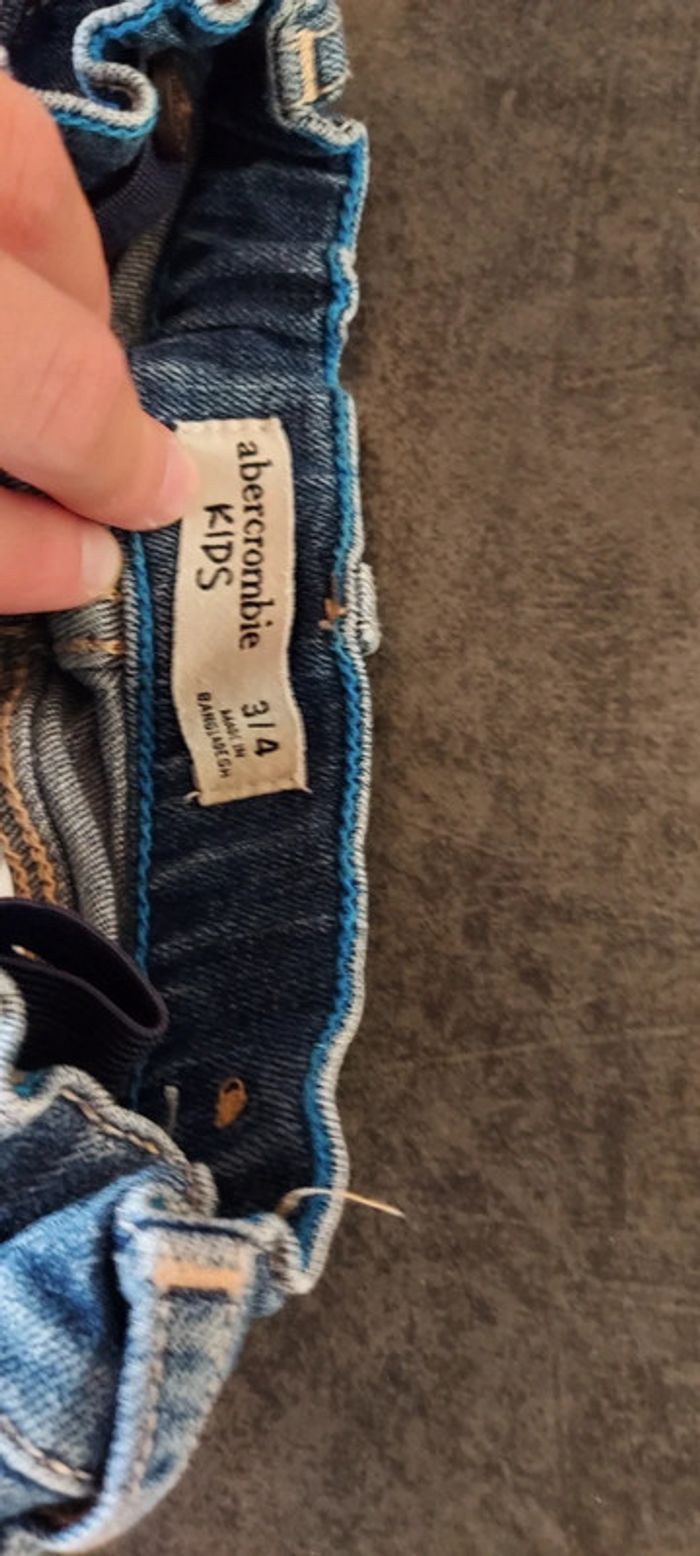 abercrombie
KIDS
3/4
MADE IN
BANGLADESH